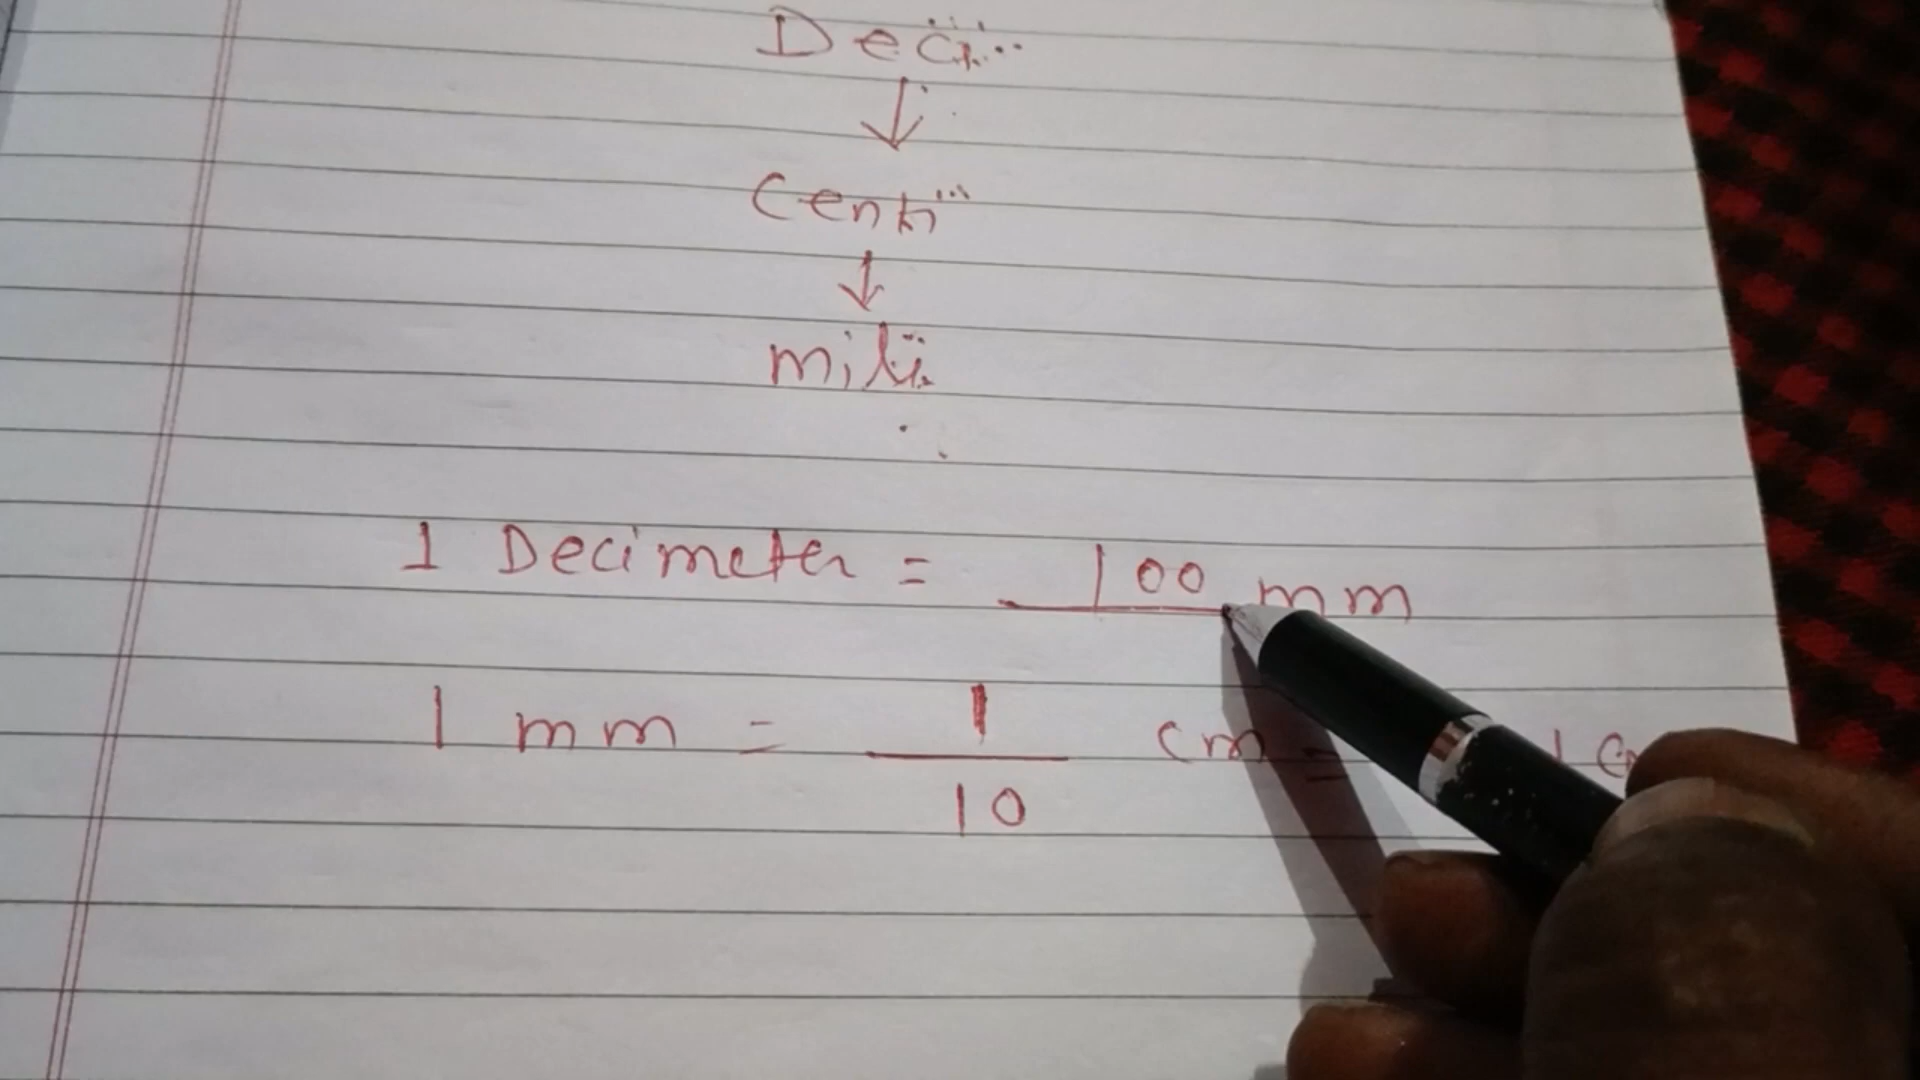 Deci
↓
Centi
↓
mili
1 Decimeter = 100 mm
1 mm = 1/10 cm =